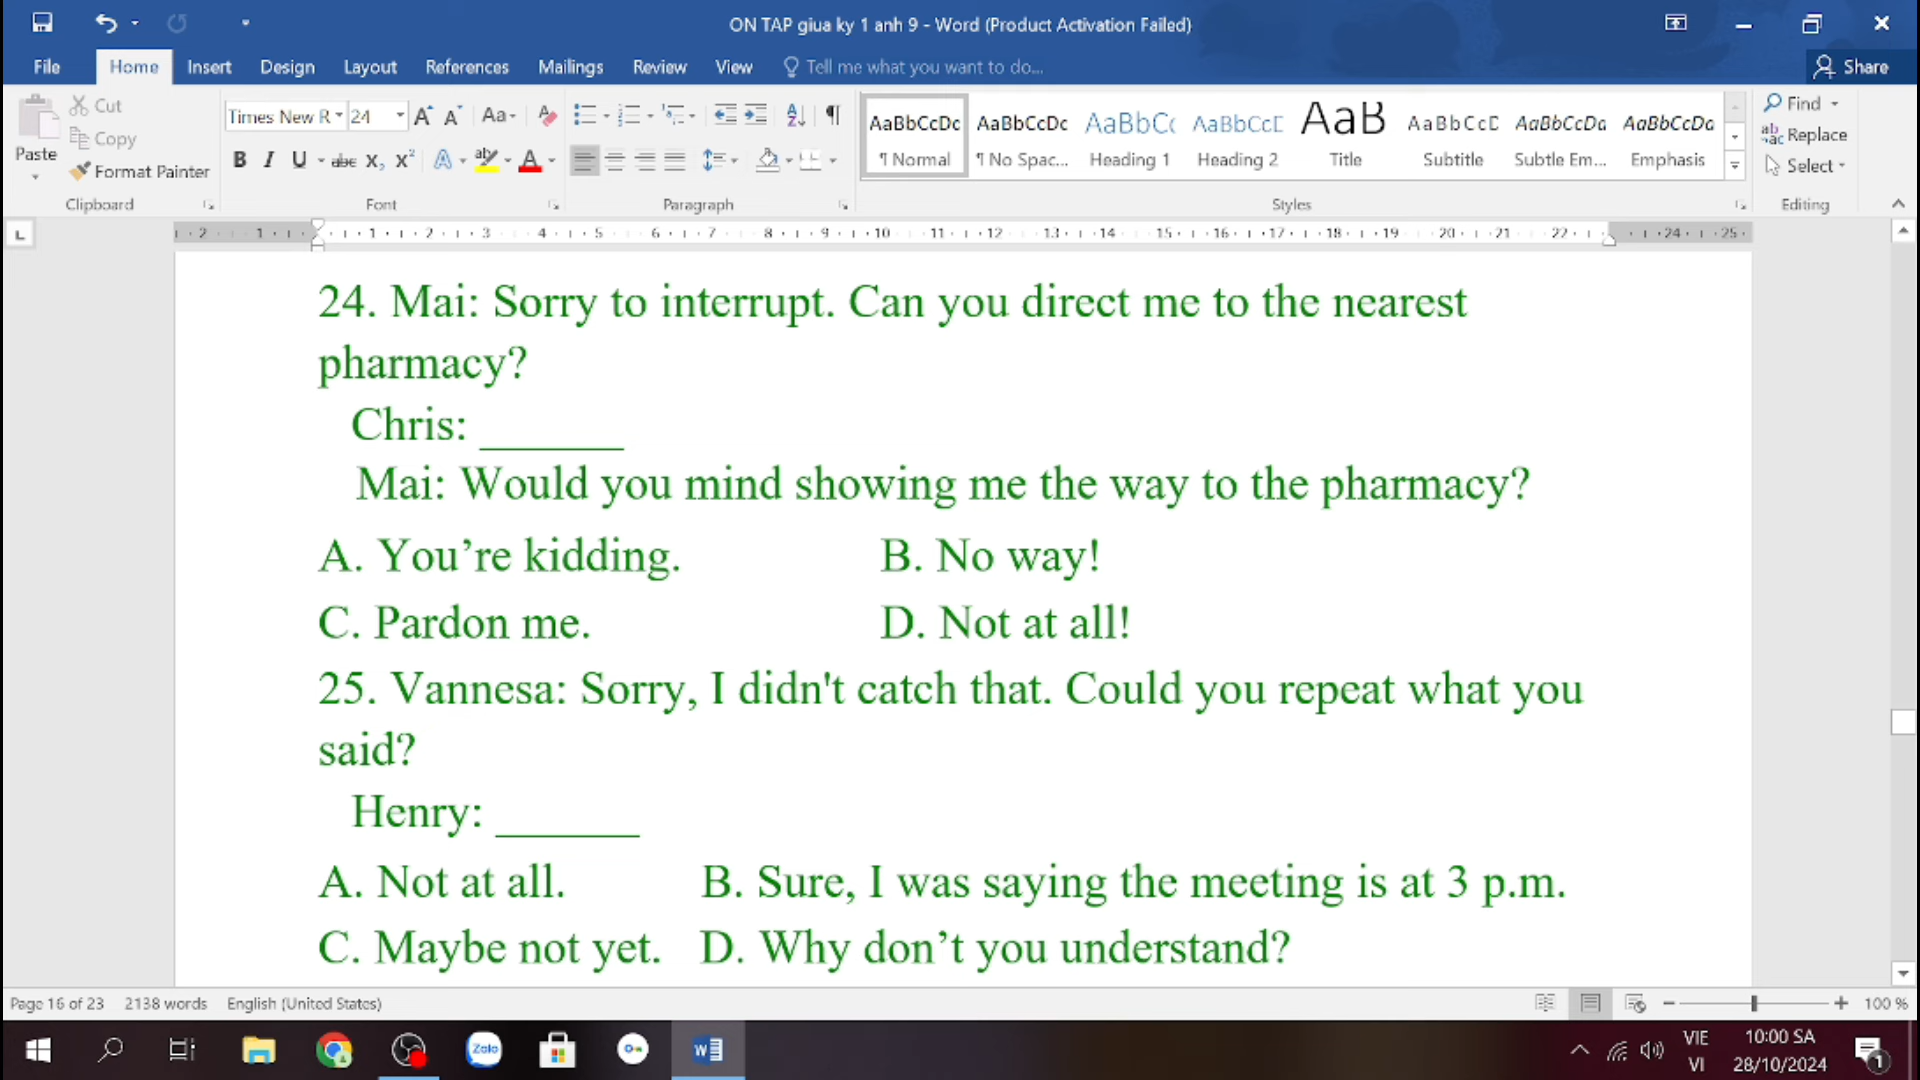 ON TAP giua ky 1 anh 9 - Word (Product Activation Failed)
File Home Insert Design Layout References Mailings Review View Tell me what you want to do... Share
Paste
Cut
Copy
Format Painter
Clipboard
Times New R 24
Font
Paragraph
AaBbCcDc AaBbCcDc AaBbCc AaBbCcD AaB AaBbCcD AaBbCcDa AaBbCcDa
¶ Normal ¶ No Spac... Heading 1 Heading 2 Title Subtitle Subtle Em... Emphasis
Styles
Find
Replace
Select
Editing
24. Mai: Sorry to interrupt. Can you direct me to the nearest
pharmacy?
Chris: ______
Mai: Would you mind showing me the way to the pharmacy?
A. You’re kidding. B. No way!
C. Pardon me. D. Not at all!
25. Vannesa: Sorry, I didn't catch that. Could you repeat what you
said?
Henry: ______
A. Not at all. B. Sure, I was saying the meeting is at 3 p.m.
C. Maybe not yet. D. Why don’t you understand?
Page 16 of 23 2138 words English (United States) 100 %
Zalo
VIE
VI
10:00 SA
28/10/2024
1